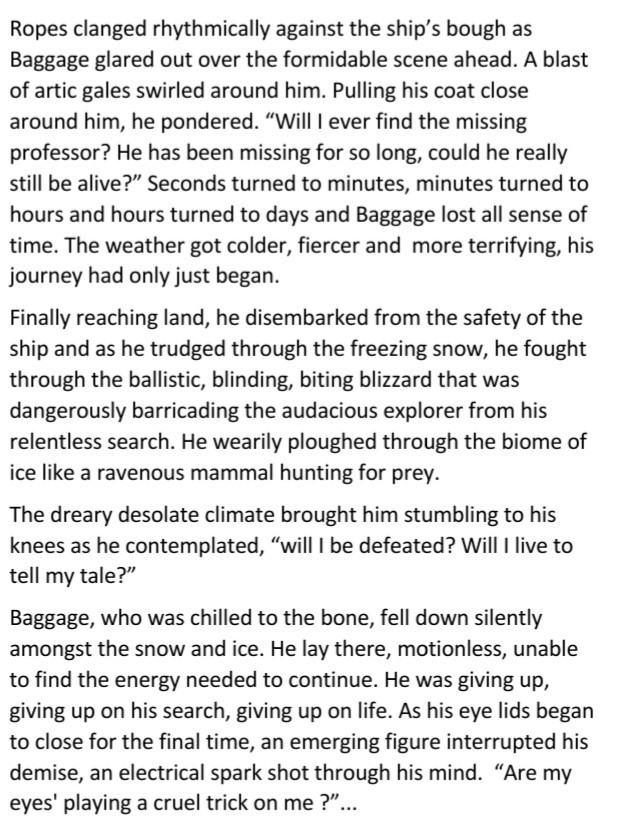 Ropes clanged rhythmically against the ship’s bough as
Baggage glared out over the formidable scene ahead. A blast
of artic gales swirled around him. Pulling his coat close
around him, he pondered. “Will I ever find the missing
professor? He has been missing for so long, could he really
still be alive?” Seconds turned to minutes, minutes turned to
hours and hours turned to days and Baggage lost all sense of
time. The weather got colder, fiercer and  more terrifying, his
journey had only just began.
Finally reaching land, he disembarked from the safety of the
ship and as he trudged through the freezing snow, he fought
through the ballistic, blinding, biting blizzard that was
dangerously barricading the audacious explorer from his
relentless search. He wearily ploughed through the biome of
ice like a ravenous mammal hunting for prey.
The dreary desolate climate brought him stumbling to his
knees as he contemplated, “will I be defeated? Will I live to
tell my tale?”
Baggage, who was chilled to the bone, fell down silently
amongst the snow and ice. He lay there, motionless, unable
to find the energy needed to continue. He was giving up,
giving up on his search, giving up on life. As his eye lids began
to close for the final time, an emerging figure interrupted his
demise, an electrical spark shot through his mind.  “Are my
eyes' playing a cruel trick on me ?”...